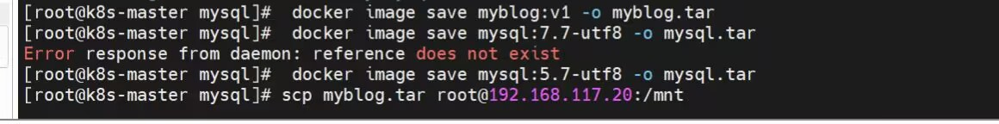 [root@k8s-master mysql]#  docker image save myblog:v1 -o myblog.tar
[root@k8s-master mysql]#  docker image save mysql:7.7-utf8 -o mysql.tar
Error response from daemon: reference does not exist
[root@k8s-master mysql]#  docker image save mysql:5.7-utf8 -o mysql.tar
[root@k8s-master mysql]# scp myblog.tar root@192.168.117.20:/mnt